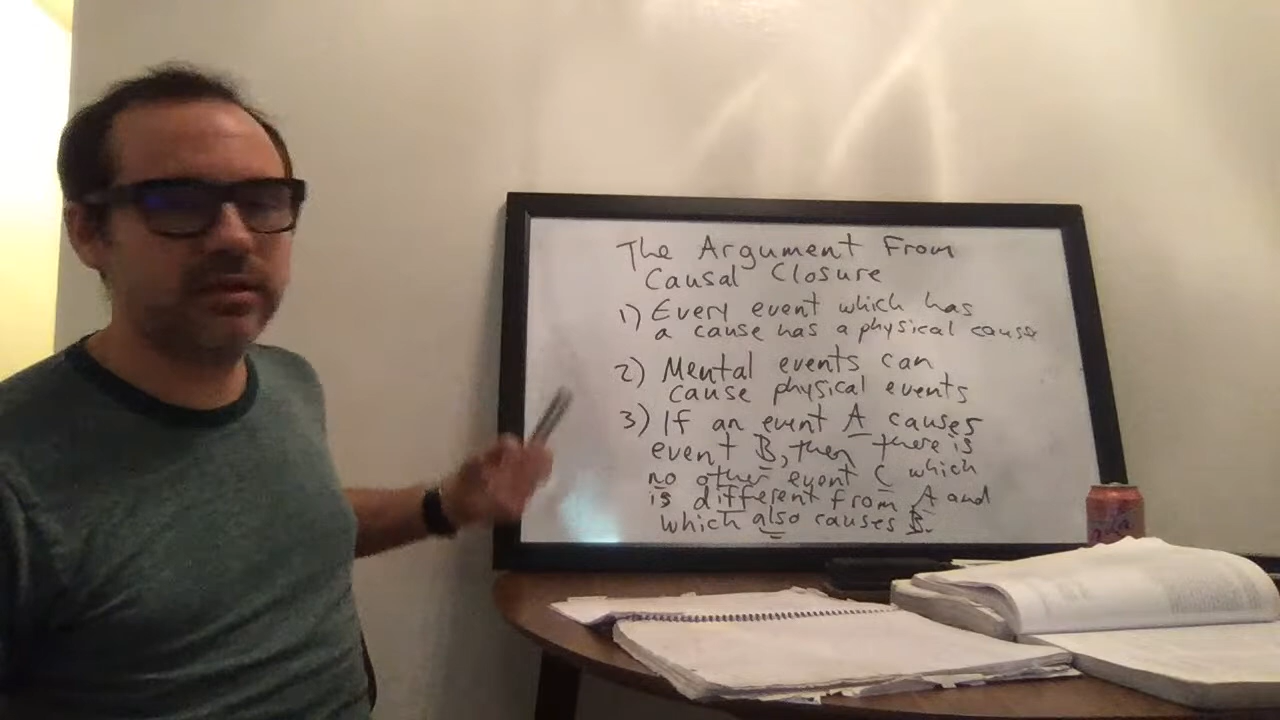 The Argument From
Causal Closure
1) Every event which has
a cause has a physical cause
2) Mental events can
cause physical events
3) If an event A causes
event B, then there is
no other event C which
is different from A and
which also causes B.